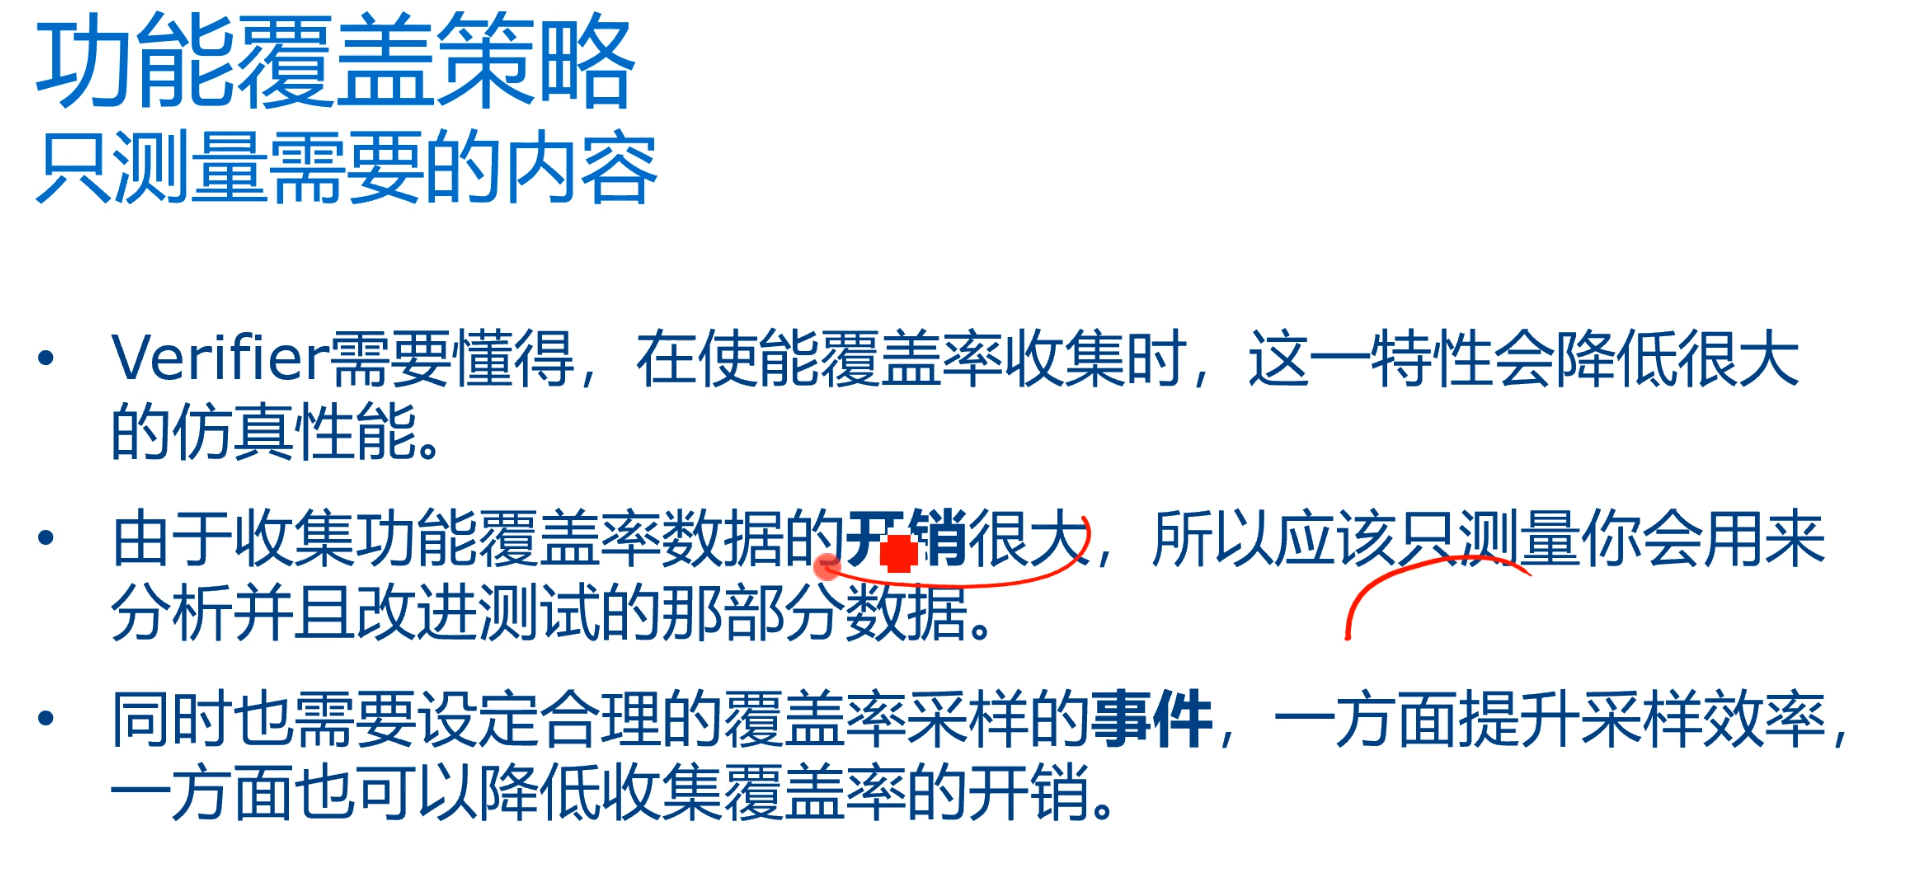 功能覆盖策略
只测量需要的内容
• Verifier需要懂得，在使能覆盖率收集时，这一特性会降低很大
的仿真性能。
• 由于收集功能覆盖率数据的开销很大，所以应该只测量你会用来
分析并且改进测试的那部分数据。
• 同时也需要设定合理的覆盖率采样的事件，一方面提升采样效率，
一方面也可以降低收集覆盖率的开销。